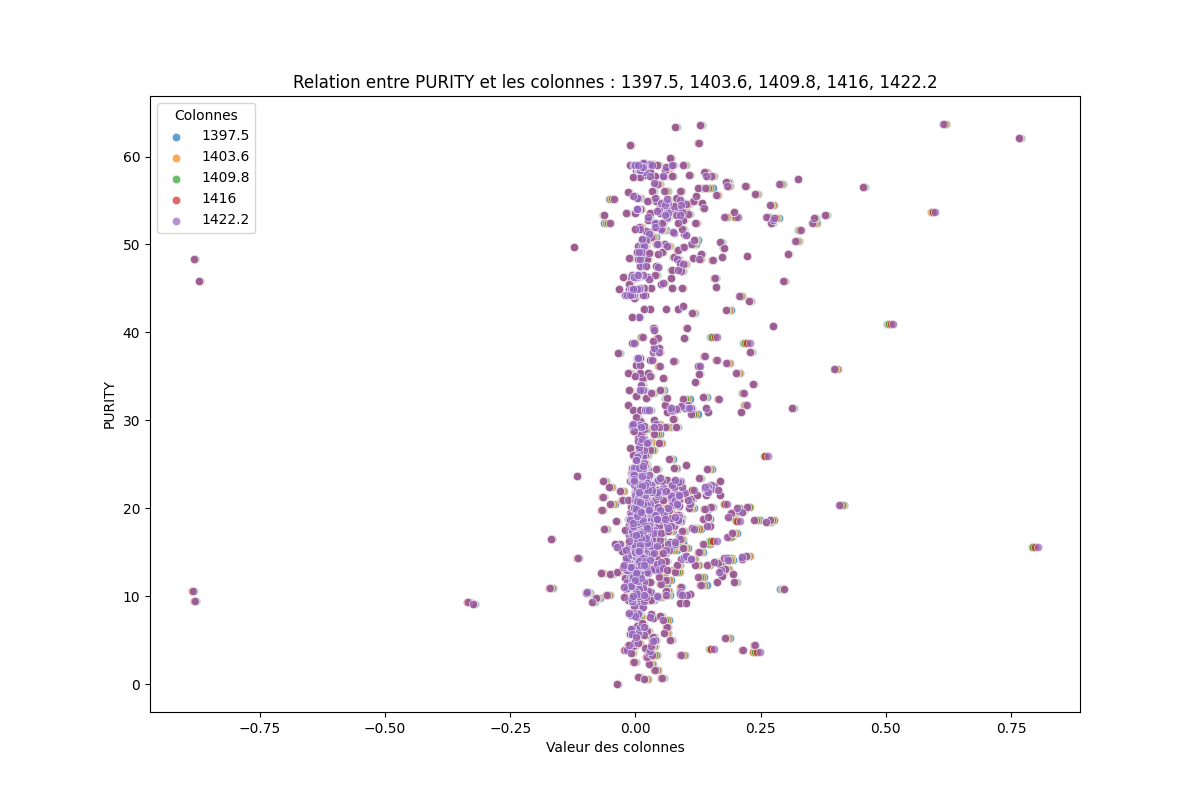 Relation entre PURITY et les colonnes : 1397.5, 1403.6, 1409.8, 1416, 1422.2
Colonnes
1397.5
1403.6
1409.8
1416
1422.2
PURITY
60
50
40
30
20
10
0
−0.75 −0.50 −0.25 0.00 0.25 0.50 0.75
Valeur des colonnes